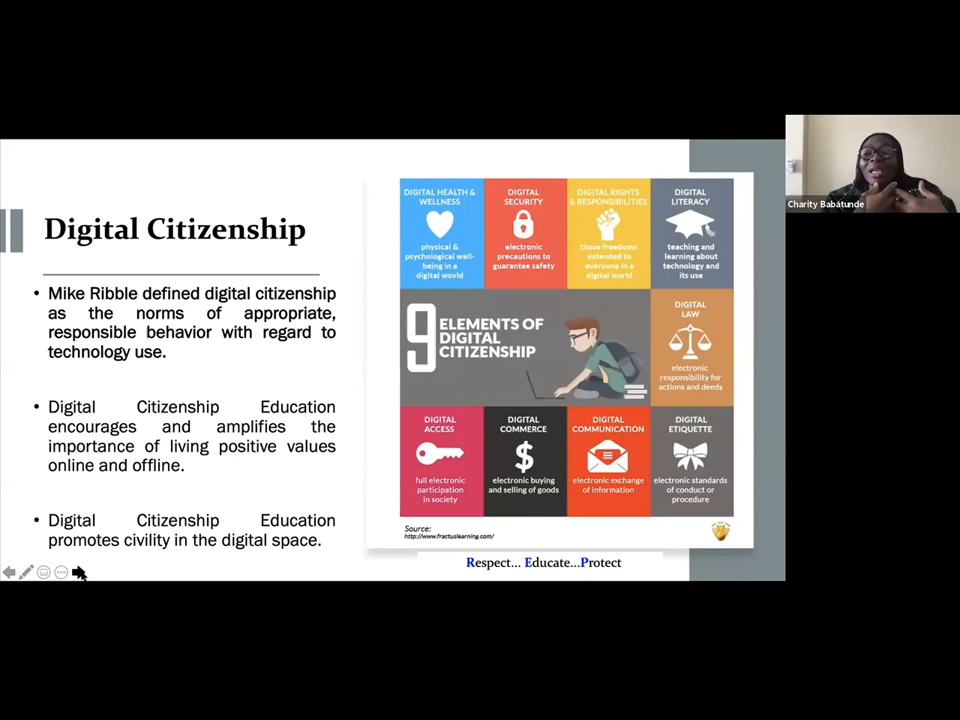 Digital Citizenship
• Mike Ribble defined digital citizenship
as the norms of appropriate,
responsible behavior with regard to
technology use.
• Digital Citizenship Education
encourages and amplifies the
importance of living positive values
online and offline.
• Digital Citizenship Education
promotes civility in the digital space.
DIGITAL HEALTH &
WELLNESS
physical &
psychological well-
being in a
digital wovld
DIGITAL
SECURITY
electronic
precautions to
guarantee safety
DIGITAL RIGHTS
& RESPONSIBILITIES
those freedoms
extended to
everyone in a
digital world
DIGITAL
LITERACY
teaching and
learning about
technology and
its use
9 ELEMENTS OF
DIGITAL
CITIZENSHIP
DIGITAL
LAW
electronic
responsibility for
actions and deeds
DIGITAL
ACCESS
full electronic
participation
in society
DIGITAL
COMMERCE
$
electronic buying
and selling of goods
DIGITAL
COMMUNICATION
electronic exchange
of information
DIGITAL
ETIQUETTE
electronic standards
of conduct or
procedure
Source:
http://www.fractuslearning.com/
Respect... Educate...Protect
Charity Babatunde